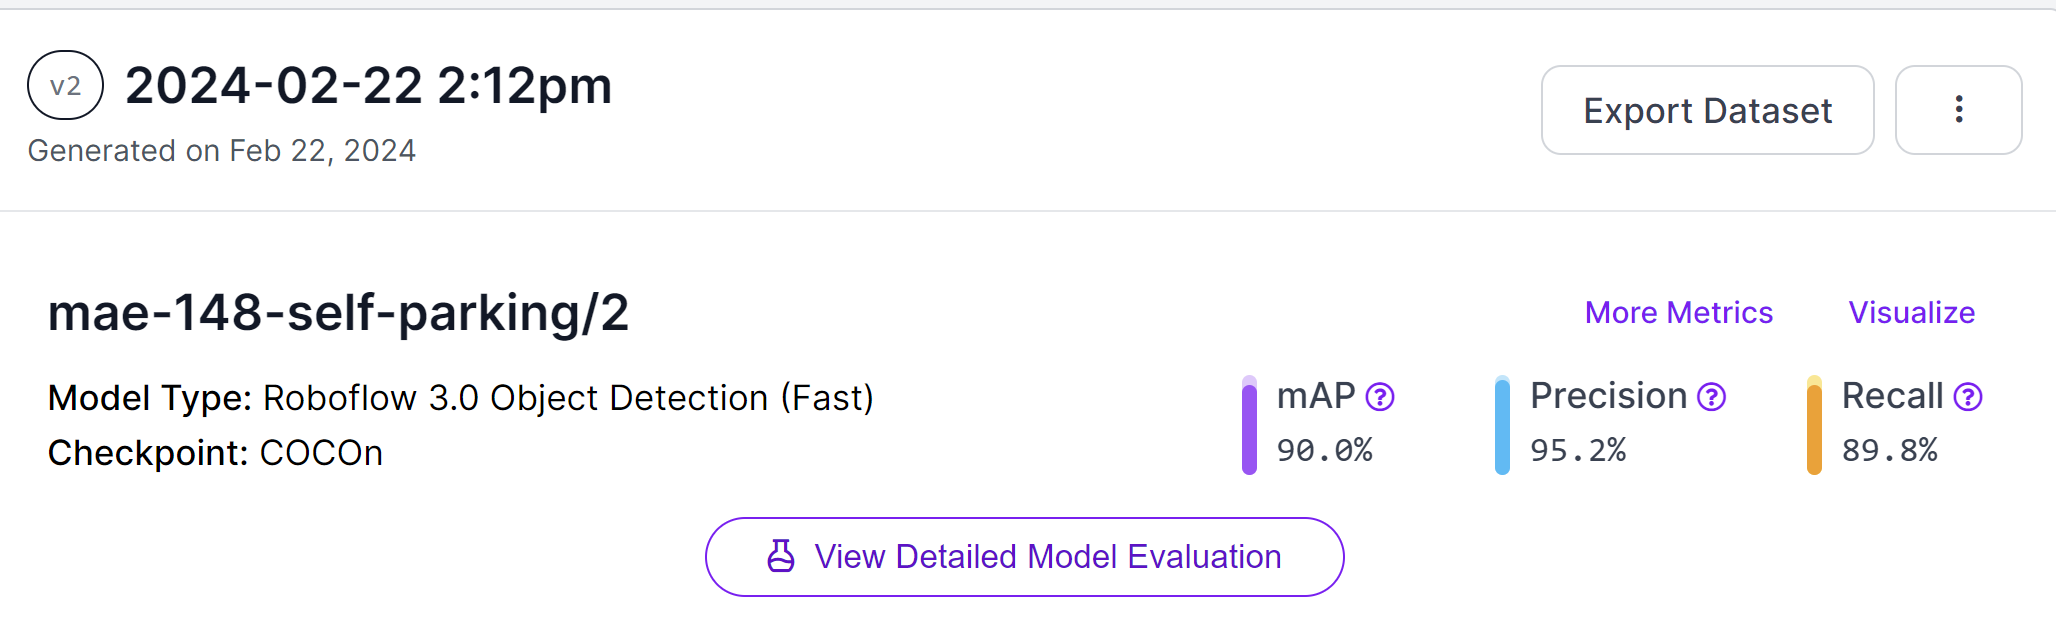 v2 2024-02-22 2:12pm
Generated on Feb 22, 2024
Export Dataset
mae-148-self-parking/2
More Metrics Visualize
Model Type: Roboflow 3.0 Object Detection (Fast)
Checkpoint: COCOn
mAP ? Precision ? Recall ?
90.0% 95.2% 89.8%
View Detailed Model Evaluation